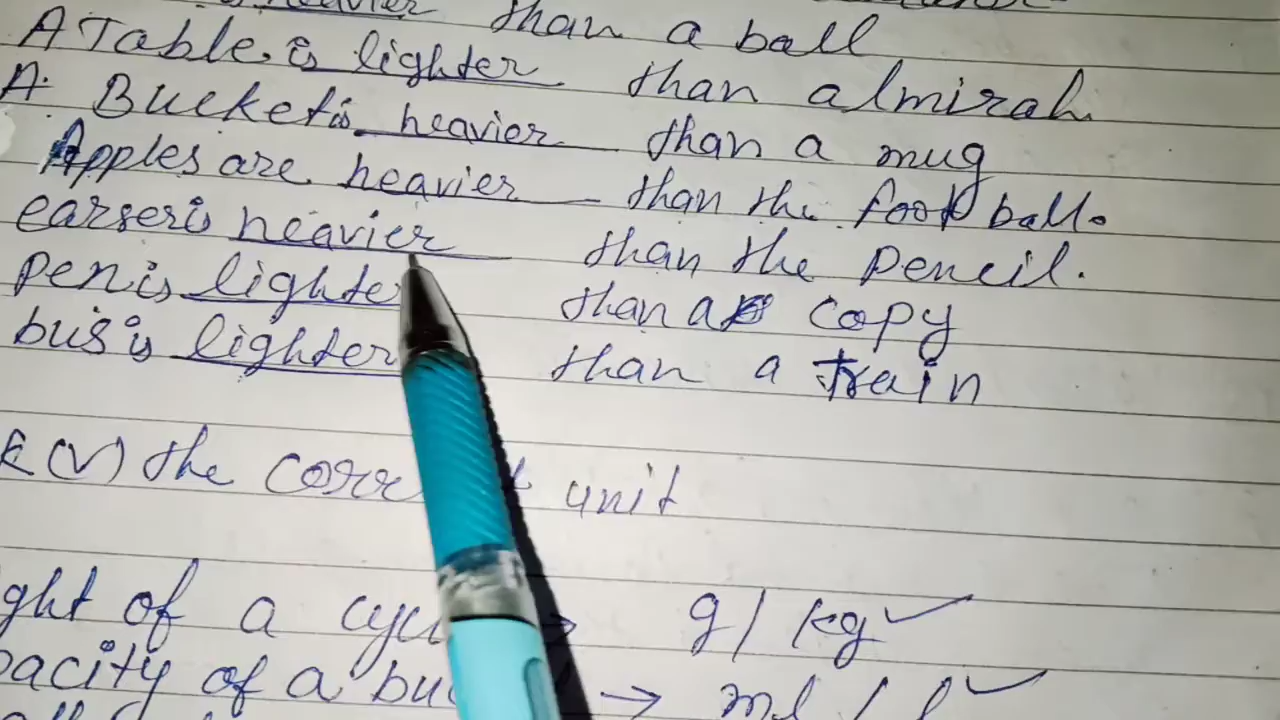 heavier than a ball
A Table is lighter than almirah.
A. Bucket is heavier than a mug
Apples are heavier than the foot ball.
earser is heavier than the pencil.
pen is lighter than a copy
bus is lighter than a train
(√) the correct unit
ght of a cyc → g/kg ✓
pacity of a bu → ml/l ✓